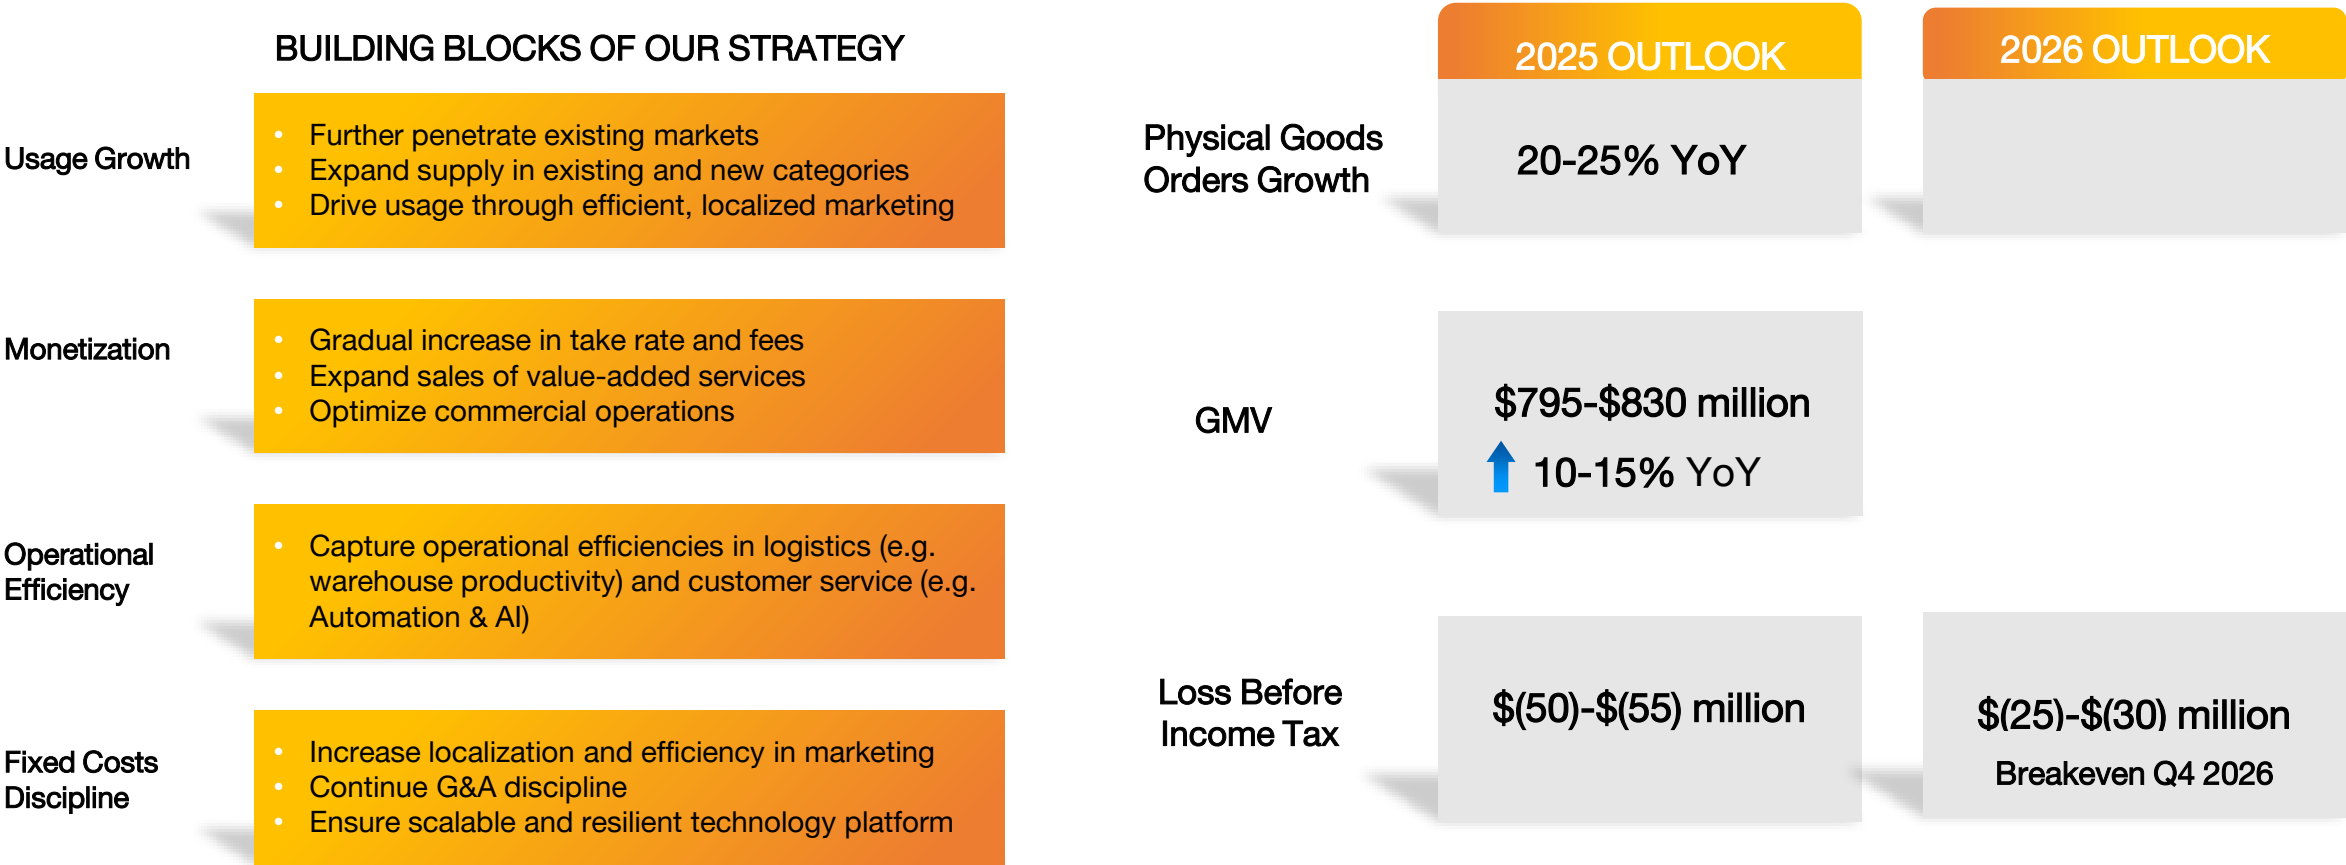 BUILDING BLOCKS OF OUR STRATEGY
Usage Growth
• Further penetrate existing markets
• Expand supply in existing and new categories
• Drive usage through efficient, localized marketing
Monetization
• Gradual increase in take rate and fees
• Expand sales of value-added services
• Optimize commercial operations
Operational
Efficiency
• Capture operational efficiencies in logistics (e.g.
warehouse productivity) and customer service (e.g.
Automation & AI)
Fixed Costs
Discipline
• Increase localization and efficiency in marketing
• Continue G&A discipline
• Ensure scalable and resilient technology platform
2025 OUTLOOK
2026 OUTLOOK
Physical Goods
Orders Growth
20-25% YoY
GMV
$795-$830 million
10-15% YoY
Loss Before
Income Tax
$(50)-$(55) million
$(25)-$(30) million
Breakeven Q4 2026